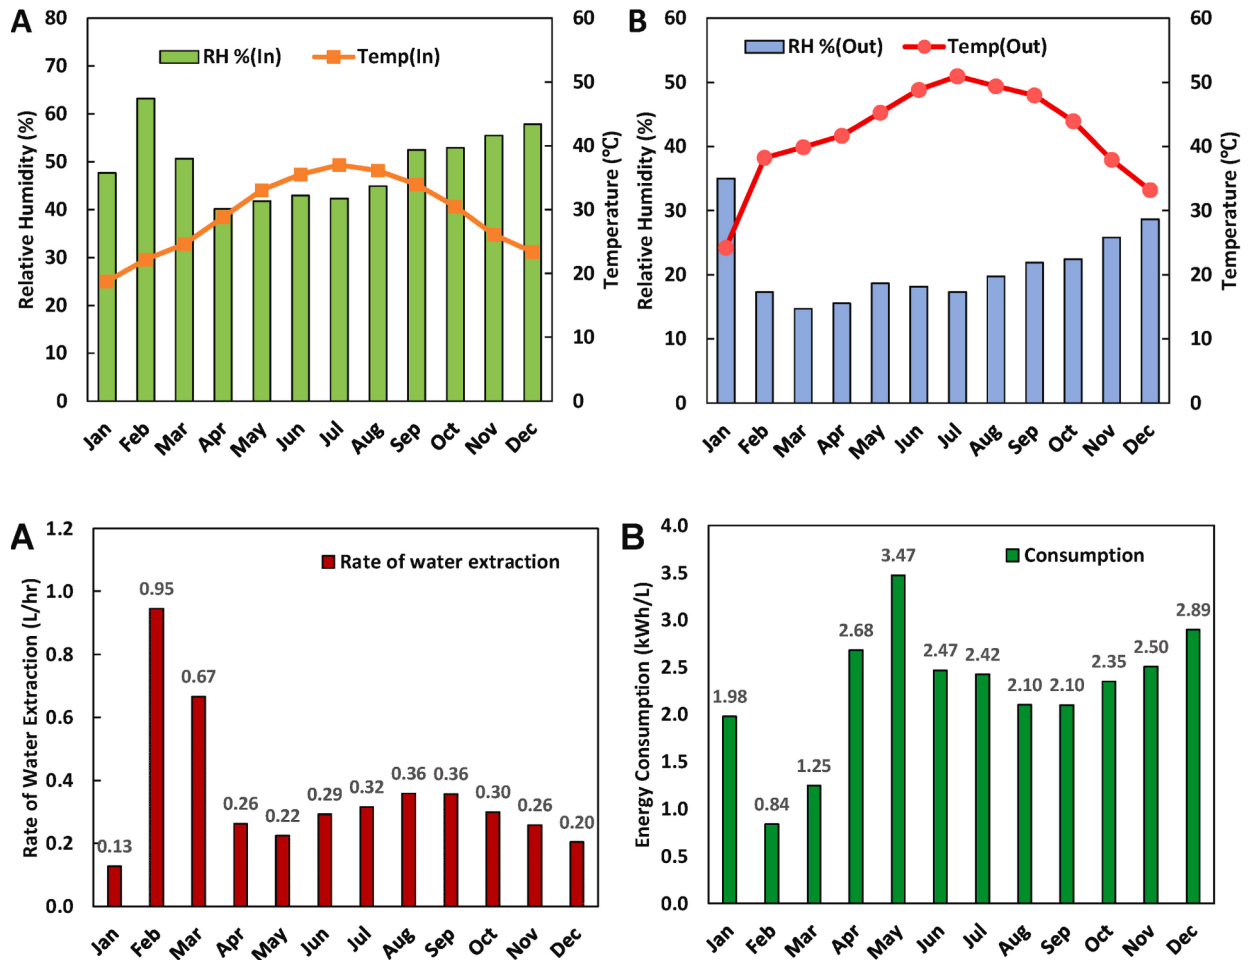 A
80
70
60
50
40
30
20
10
0
Relative Humidity (%)
RH %(In)
Temp(In)
60
50
40
30
20
10
0
Temperature (°C)
Jan
Feb
Mar
Apr
May
Jun
Jul
Aug
Sep
Oct
Nov
Dec
B
60
50
40
30
20
10
0
Relative Humidity (%)
RH %(Out)
Temp(Out)
60
50
40
30
20
10
0
Temperature (°C)
Jan
Feb
Mar
Apr
May
Jun
Jul
Aug
Sep
Oct
Nov
Dec
A
1.2
1.0
0.8
0.6
0.4
0.2
0.0
Rate of Water Extraction (L/hr)
Rate of water extraction
0.13
0.95
0.67
0.26
0.22
0.29
0.32
0.36
0.36
0.30
0.26
0.20
Jan
Feb
Mar
Apr
May
Jun
Jul
Aug
Sep
Oct
Nov
Dec
B
4.0
3.5
3.0
2.5
2.0
1.5
1.0
0.5
0.0
Energy Consumption (kWh/L)
Consumption
1.98
0.84
1.25
2.68
3.47
2.47
2.42
2.10
2.10
2.35
2.50
2.89
Jan
Feb
Mar
Apr
May
Jun
Jul
Aug
Sep
Oct
Nov
Dec